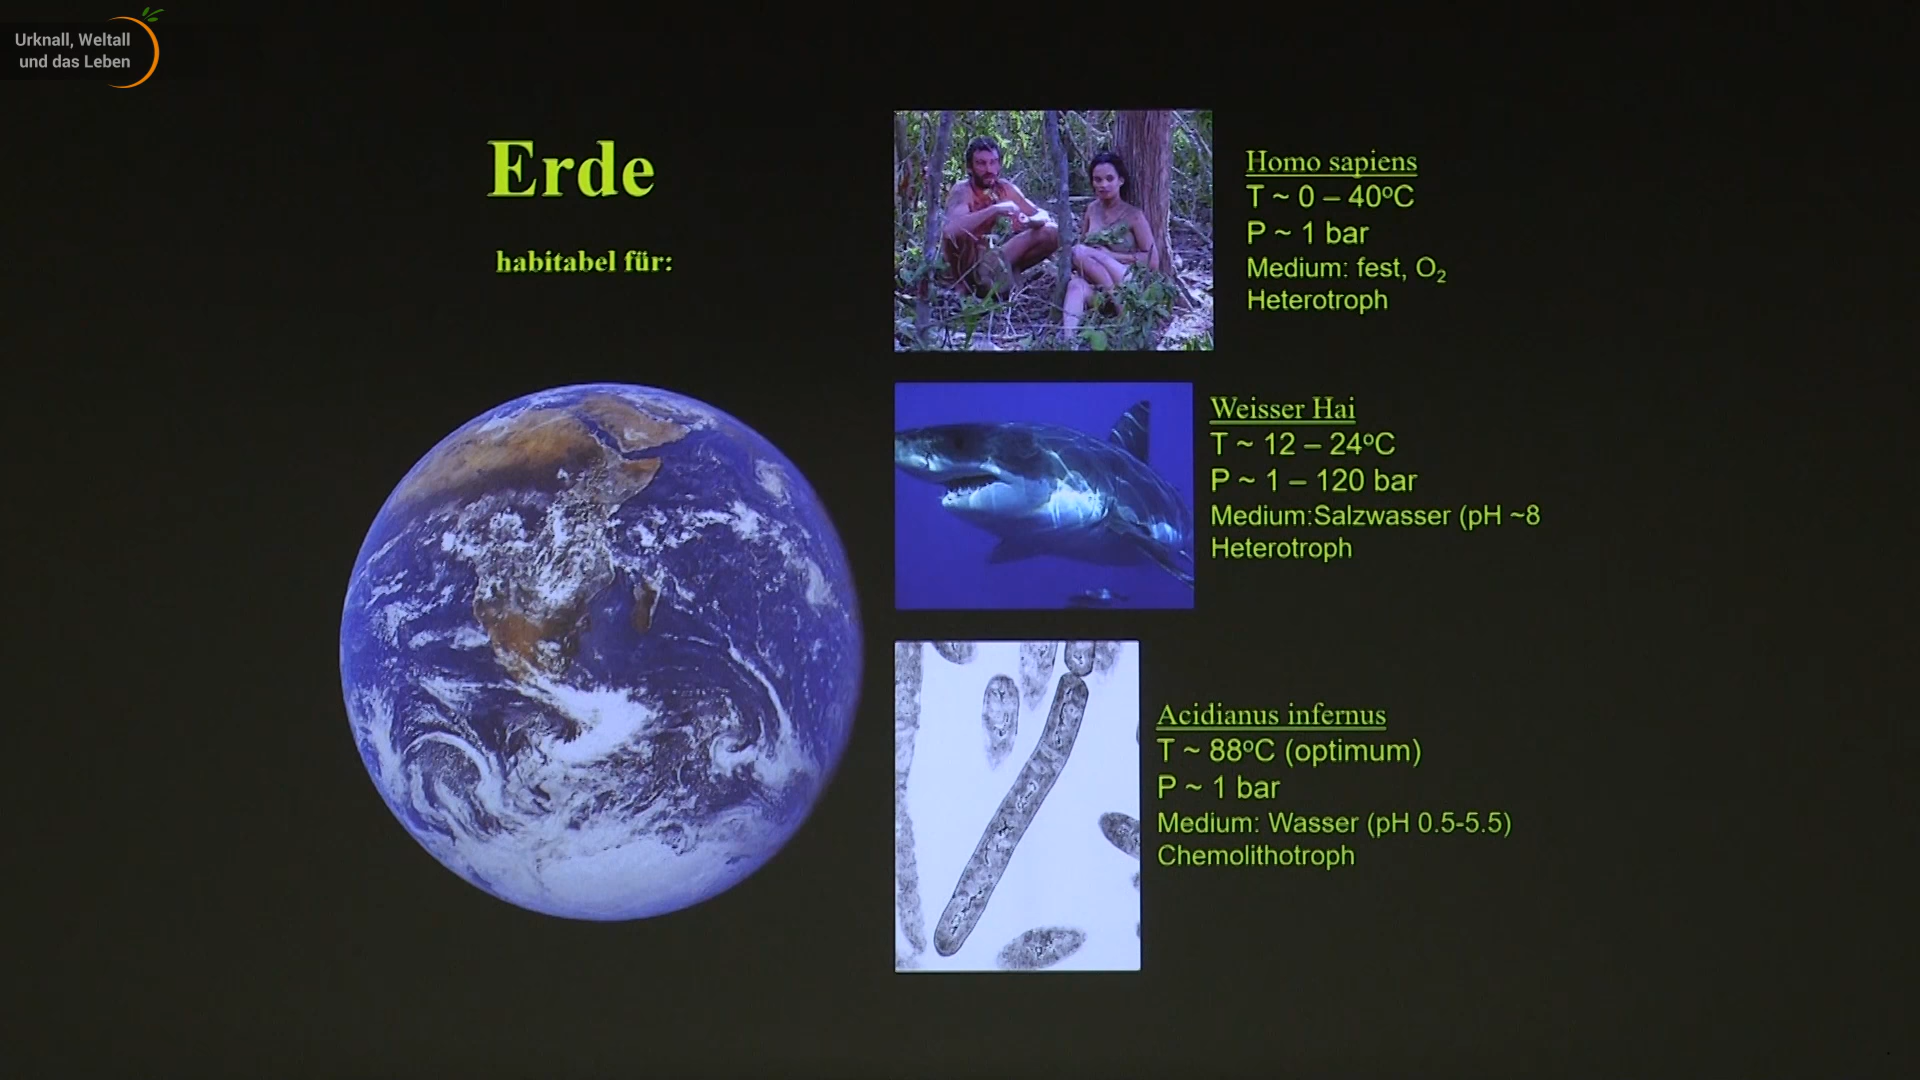 Urknall, Weltall
und das Leben
Erde
habitabel für:
Homo sapiens
T ~ 0 – 40°C
P ~ 1 bar
Medium: fest, O₂
Heterotroph
Weisser Hai
T ~ 12 – 24°C
P ~ 1 – 120 bar
Medium:Salzwasser (pH ~8
Heterotroph
Acidianus infernus
T ~ 88°C (optimum)
P ~ 1 bar
Medium: Wasser (pH 0.5-5.5)
Chemolithotroph